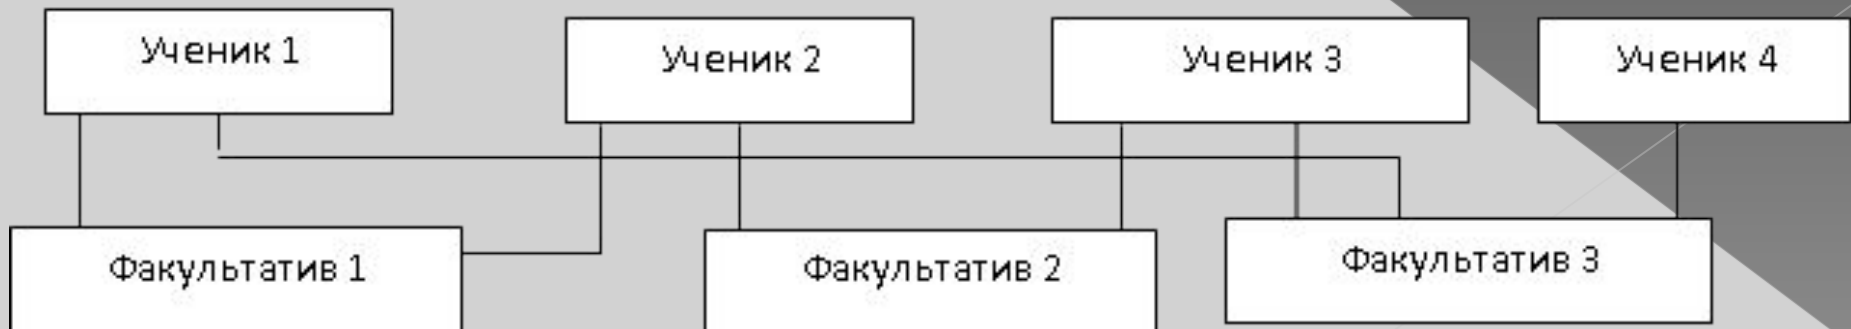 Ученик 1
Ученик 2
Ученик 3
Ученик 4
Факультатив 1
Факультатив 2
Факультатив 3